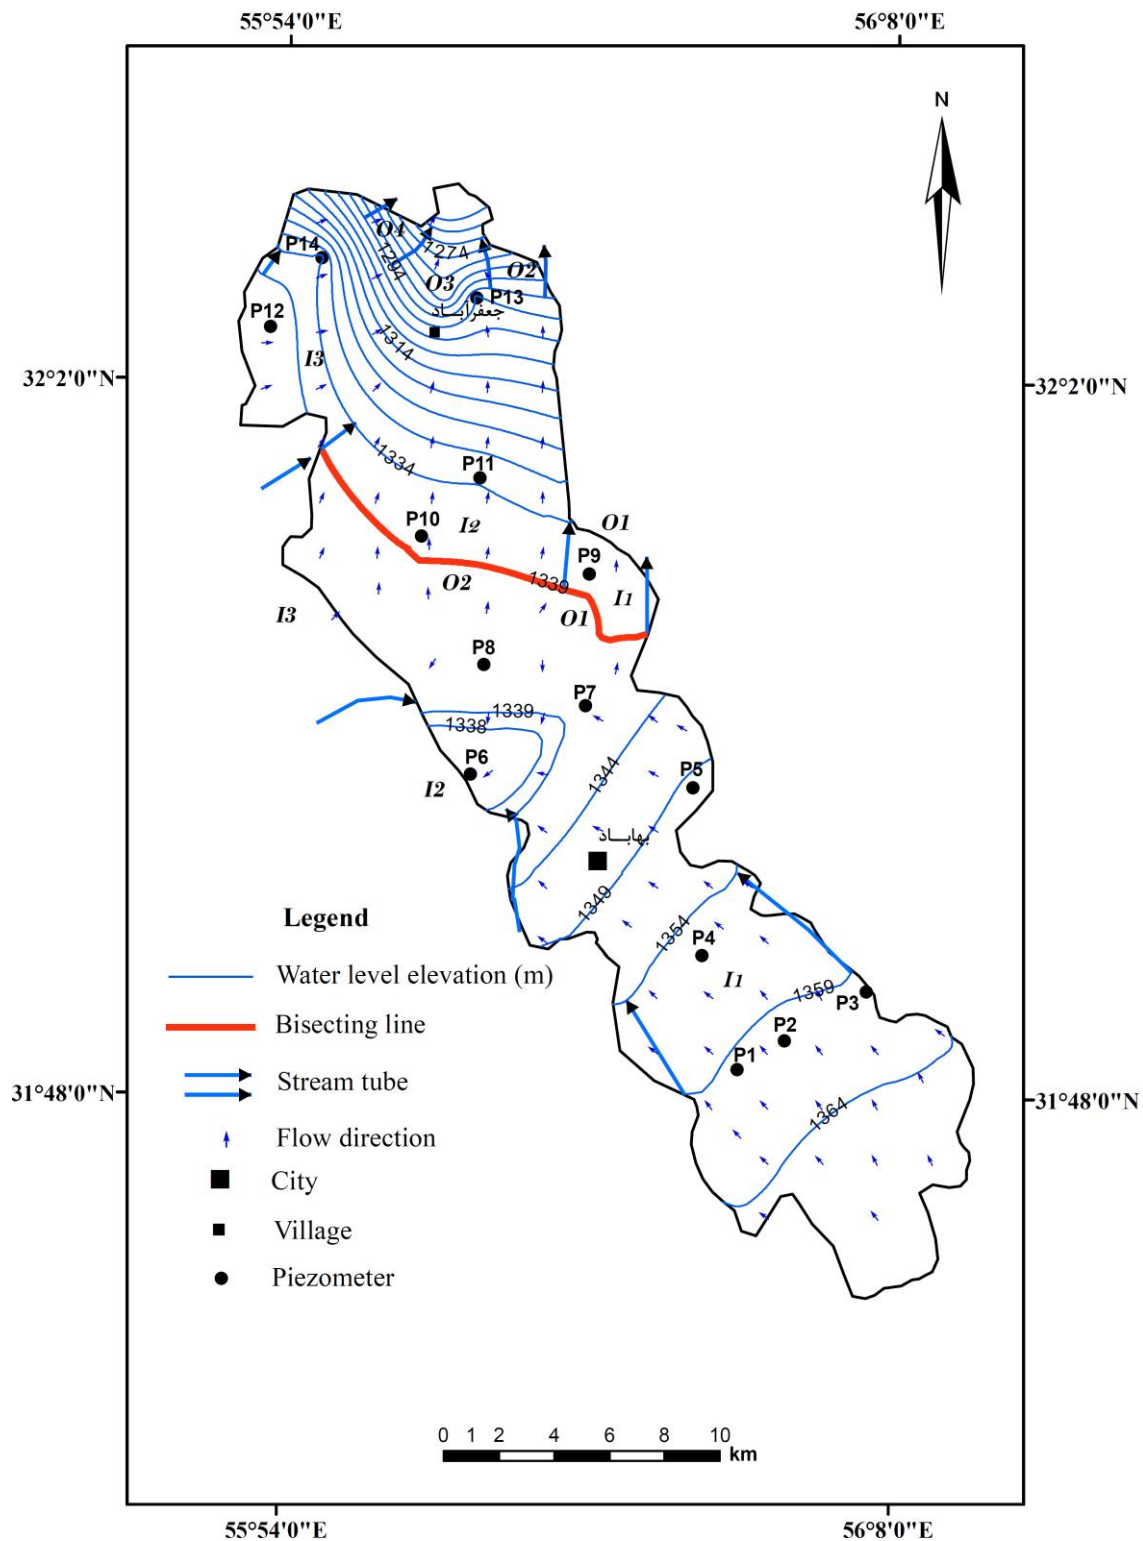 55°54'0"E
56°8'0"E
N
O4
P14
1274
1294
O3
O2
P13
P12
جعفرآباد
1314
I3
32°2'0"N
32°2'0"N
1334
P11
P10
I2
O1
P9
1339
O2
I1
O1
I3
P8
P7
1339
1338
P6
I2
1344
P5
بهاباد
1349
Legend
1354
P4
I1
Water level elevation (m)
1359
P3
Bisecting line
P2
P1
Stream tube
31°48'0"N
31°48'0"N
1364
Flow direction
City
Village
Piezometer
0 1 2 4 6 8 10
km
55°54'0"E
56°8'0"E